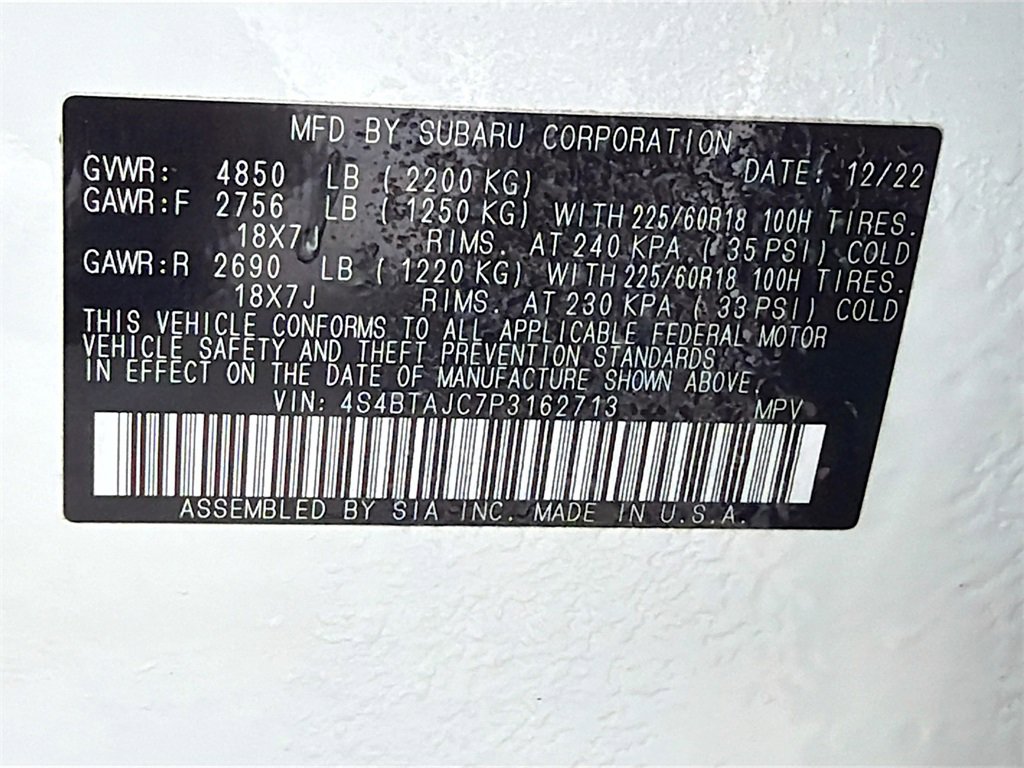 MFD BY SUBARU CORPORATION
DATE: 12/22
GVWR: 4850 LB ( 2200 KG)
GAWR:F 2756 LB ( 1250 KG) WITH 225/60R18 100H TIRES.
18X7J RIMS. AT 240 KPA ( 35 PSI) COLD
GAWR:R 2690 LB ( 1220 KG) WITH 225/60R18 100H TIRES.
18X7J RIMS. AT 230 KPA ( 33 PSI) COLD
THIS VEHICLE CONFORMS TO ALL APPLICABLE FEDERAL MOTOR
VEHICLE SAFETY AND THEFT PREVENTION STANDARDS
IN EFFECT ON THE DATE OF MANUFACTURE SHOWN ABOVE.
VIN: 4S4BTAJC7P3162713 MPV
ASSEMBLED BY SIA INC. MADE IN U.S.A.